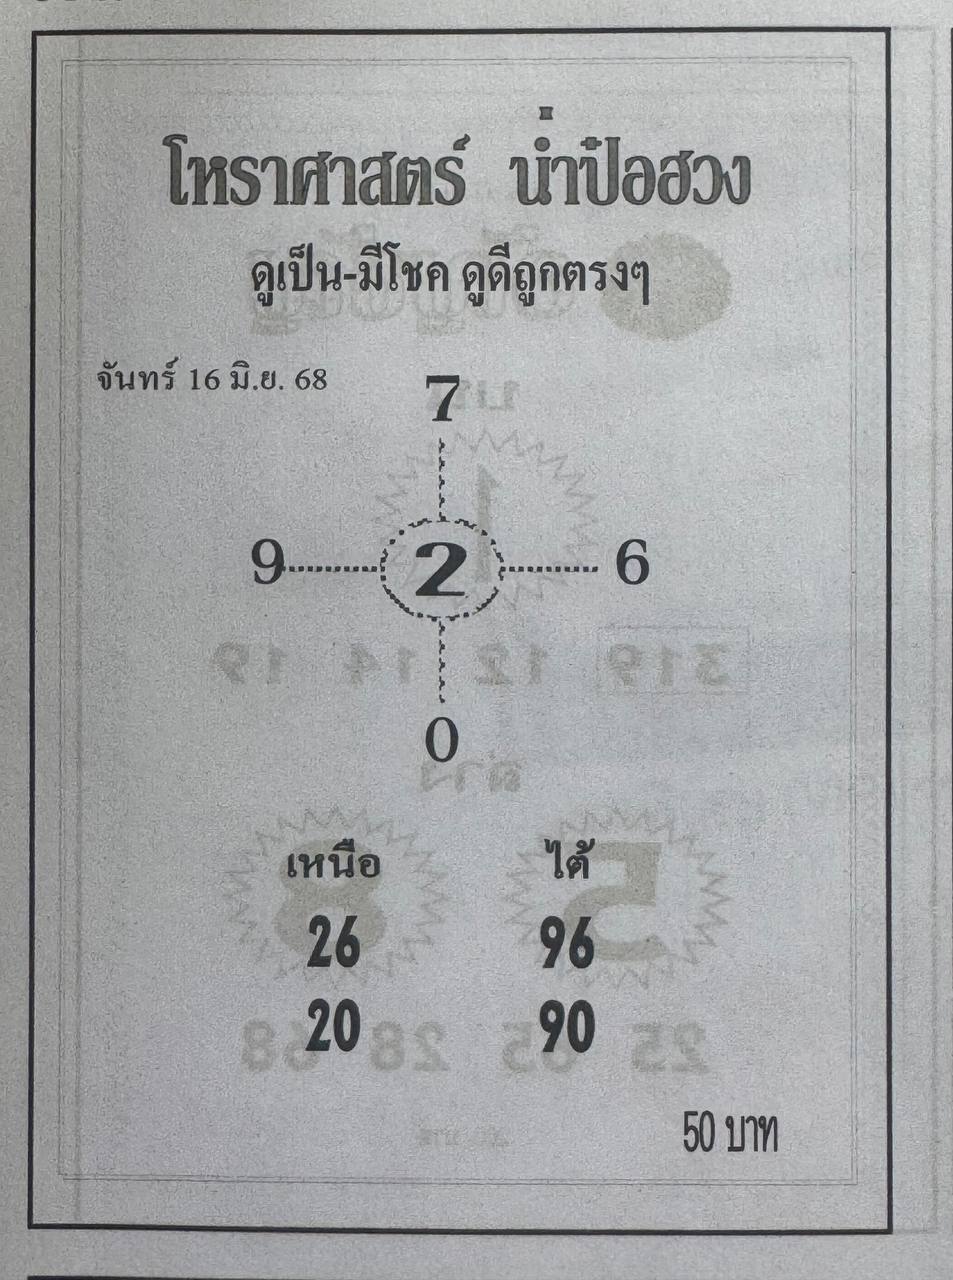 โหราศาสตร์ น่ำป๋อฮวง
ดูเป็น-มีโชค ดูดีถูกตรงๆ
จันทร์ 16 มิ.ย. 68
7
9 2 6
0
เหนือ ใต้
26 96
20 90
50 บาท